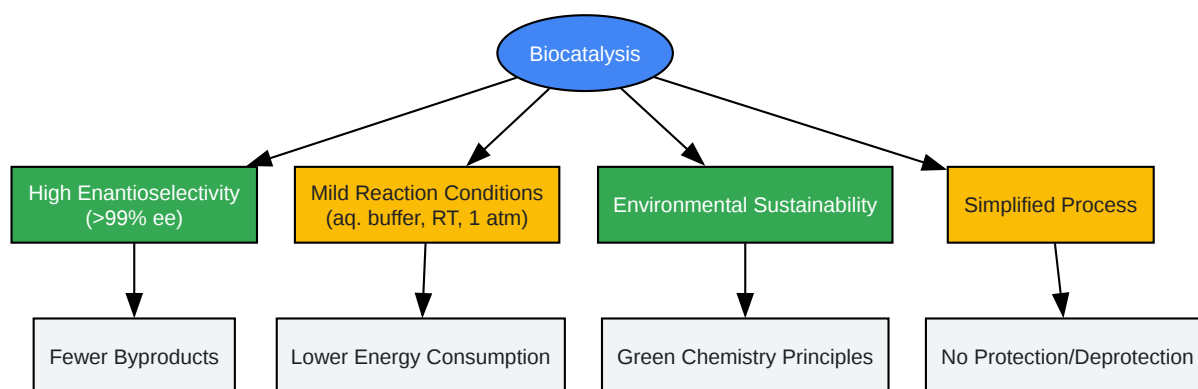 Biocatalysis
High Enantioselectivity
(>99% ee)
Mild Reaction Conditions
(aq. buffer, RT, 1 atm)
Environmental Sustainability
Simplified Process
Fewer Byproducts
Lower Energy Consumption
Green Chemistry Principles
No Protection/Deprotection